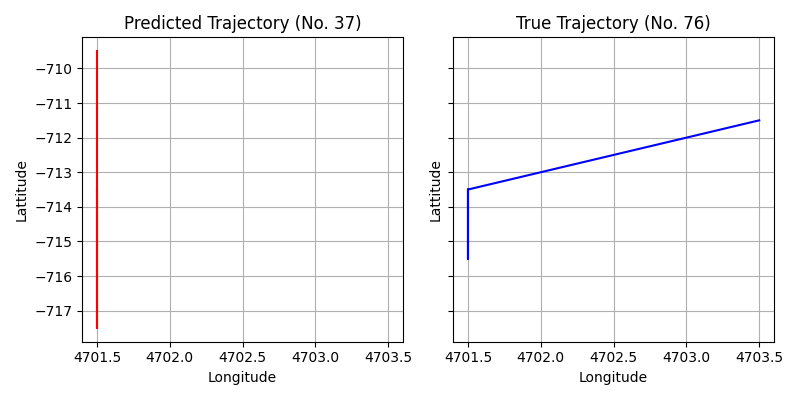 Predicted Trajectory (No. 37)
True Trajectory (No. 76)
Lattitude
−710
−711
−712
−713
−714
−715
−716
−717
4701.5 4702.0 4702.5 4703.0 4703.5
Longitude
Lattitude
4701.5 4702.0 4702.5 4703.0 4703.5
Longitude